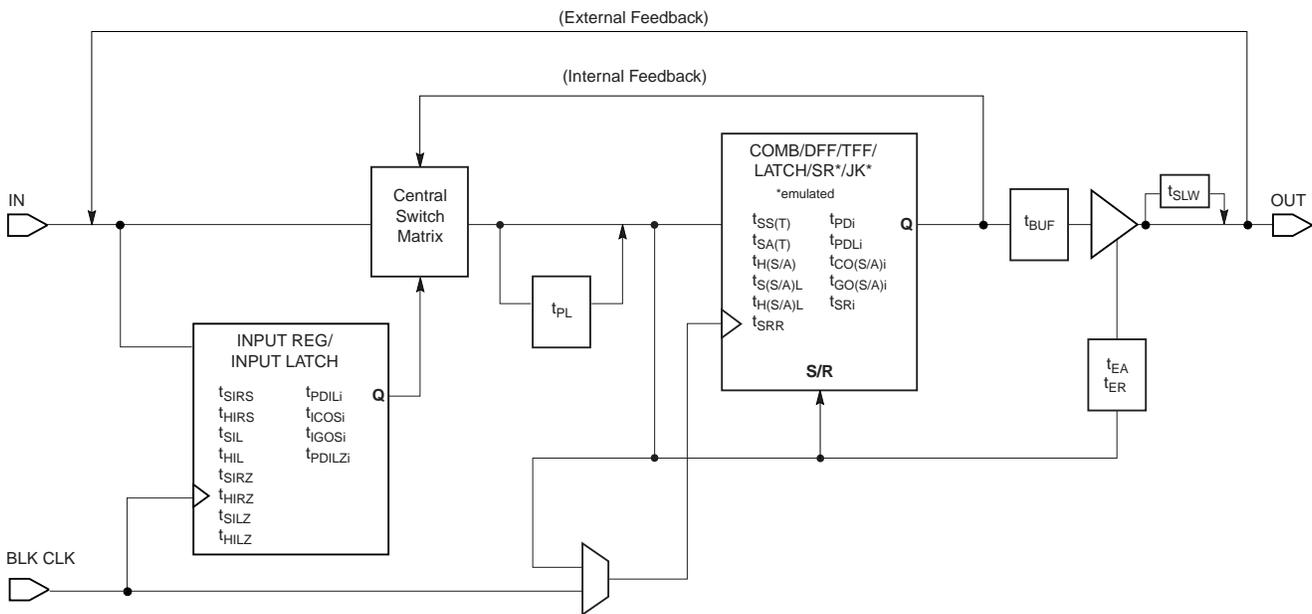 (External Feedback)
(Internal Feedback)
IN
Central
Switch
Matrix
COMB/DFF/TFF/
LATCH/SR*/JK*
*emulated
tSS(T)
tSA(T)
tH(S/A)
tS(S/A)L
tH(S/A)L
tSRR
tPDi
tPDLi
tCO(S/A)i
tGO(S/A)i
tSRi
Q
S/R
tBUF
tSLW
OUT
tPL
tEA
tER
INPUT REG/
INPUT LATCH
tSIRS
tHIRS
tSIL
tHIL
tSIRZ
tHIRZ
tSILZ
tHILZ
tPDILi
tICOSi
tIGOSi
tPDILZi
Q
BLK CLK